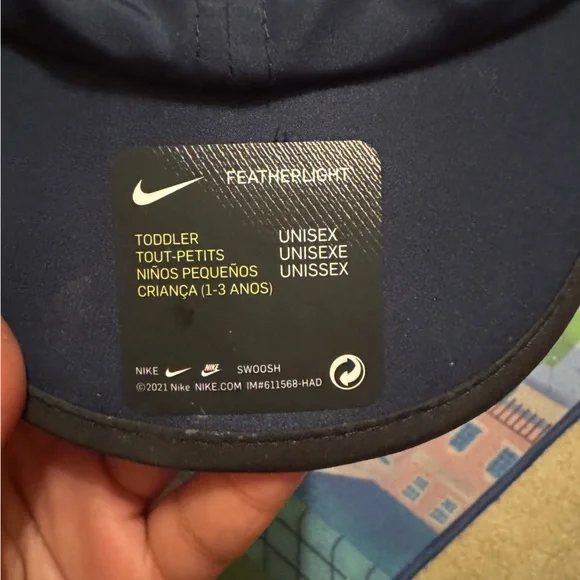 FEATHERLIGHT
TODDLER UNISEX
TOUT-PETITS UNISEXE
NIÑOS PEQUEÑOS UNISSEX
CRIANÇA (1-3 ANOS)
NIKE NIKE SWOOSH
©2021 Nike NIKE.COM IM#611568-HAD